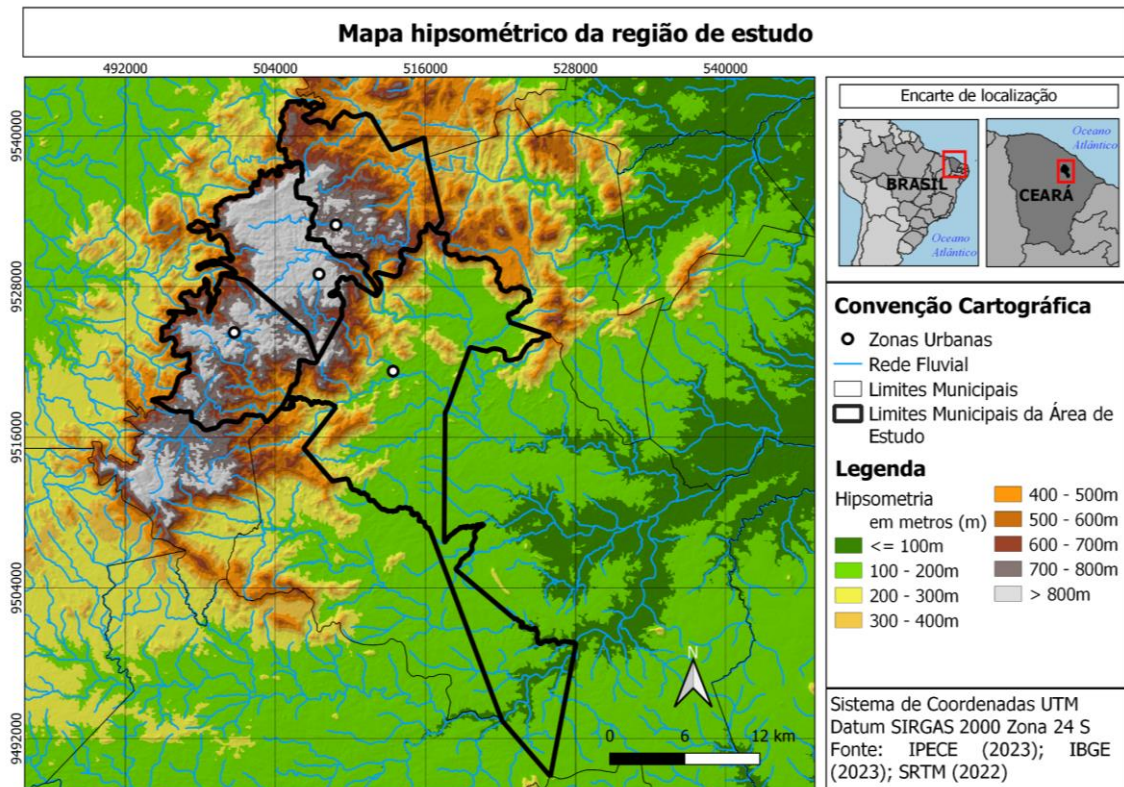 Mapa hipsométrico da região de estudo
492000
504000
516000
528000
540000
9540000
9528000
9516000
9504000
9492000
N
0
6
12 km
Encarte de localização
BRASIL
Oceano
Atlántico
Oceano
Atlántico
CEARÁ
Convenção Cartográfica
Zonas Urbanas
Rede Fluvial
Limites Municipais
Limites Municipais da Área de
Estudo
Legenda
Hipsometria
em metros (m)
<= 100m
100 - 200m
200 - 300m
300 - 400m
400 - 500m
500 - 600m
600 - 700m
700 - 800m
> 800m
Sistema de Coordenadas UTM
Datum SIRGAS 2000 Zona 24 S
Fonte: IPECE (2023); IBGE
(2023); SRTM (2022)